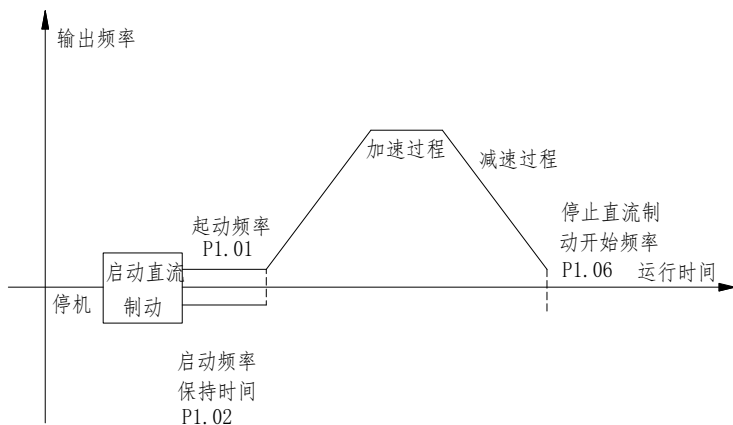 输出频率
加速过程
减速过程
起动频率
P1.01
停止直流制
动开始频率
P1.06
运行时间
启动直流
制动
停机
启动频率
保持时间
P1.02